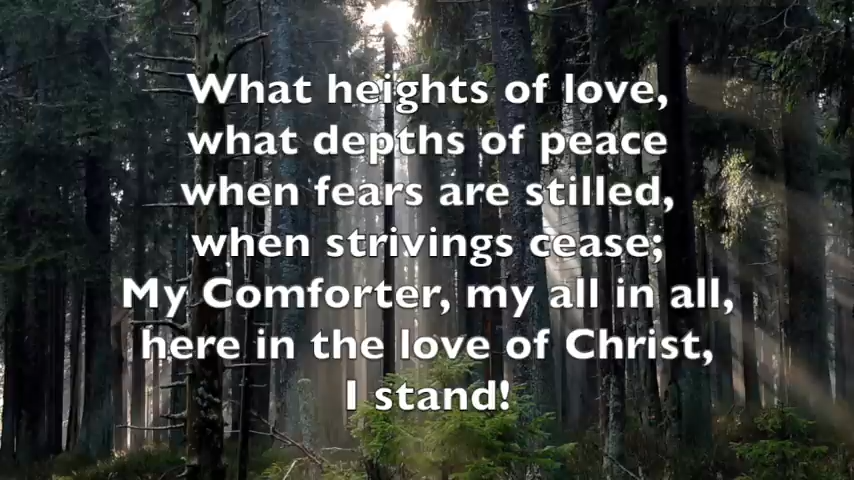 What heights of love,
what depths of peace
when fears are stilled,
when strivings cease;
My Comforter, my all in all,
here in the love of Christ,
I stand!